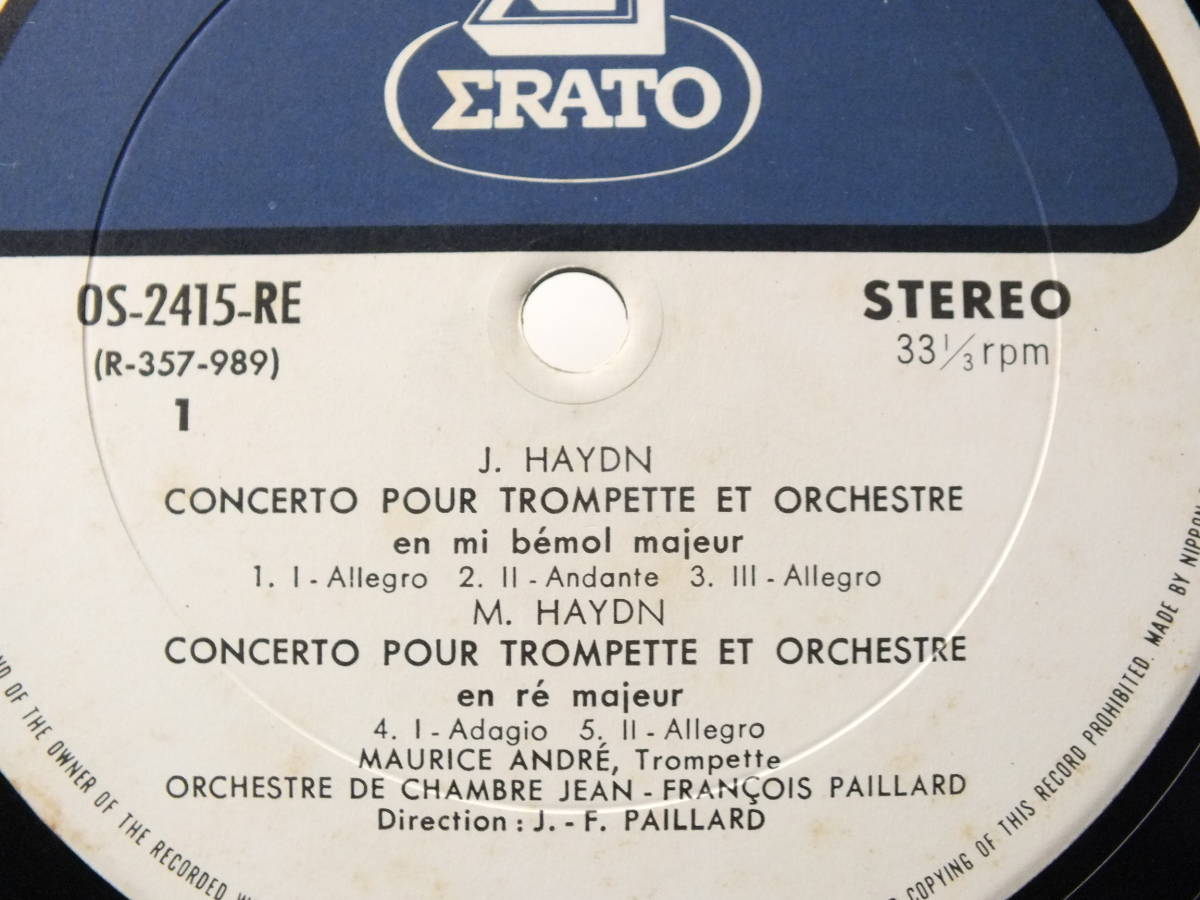 ΣRATO
OS-2415-RE
(R-357-989)
1
STEREO
33 1/3 rpm
J. HAYDN
CONCERTO POUR TROMPETTE ET ORCHESTRE
en mi bémol majeur
1. I - Allegro 2. II - Andante 3. III - Allegro
M. HAYDN
CONCERTO POUR TROMPETTE ET ORCHESTRE
en ré majeur
4. I - Adagio 5. II - Allegro
MAURICE ANDRÉ, Trompette
ORCHESTRE DE CHAMBRE JEAN - FRANÇOIS PAILLARD
Direction : J. - F. PAILLARD
OF THE OWNER OF THE RECORDED
COPYING OF THIS RECORD PROHIBITED. MADE BY NIPPON